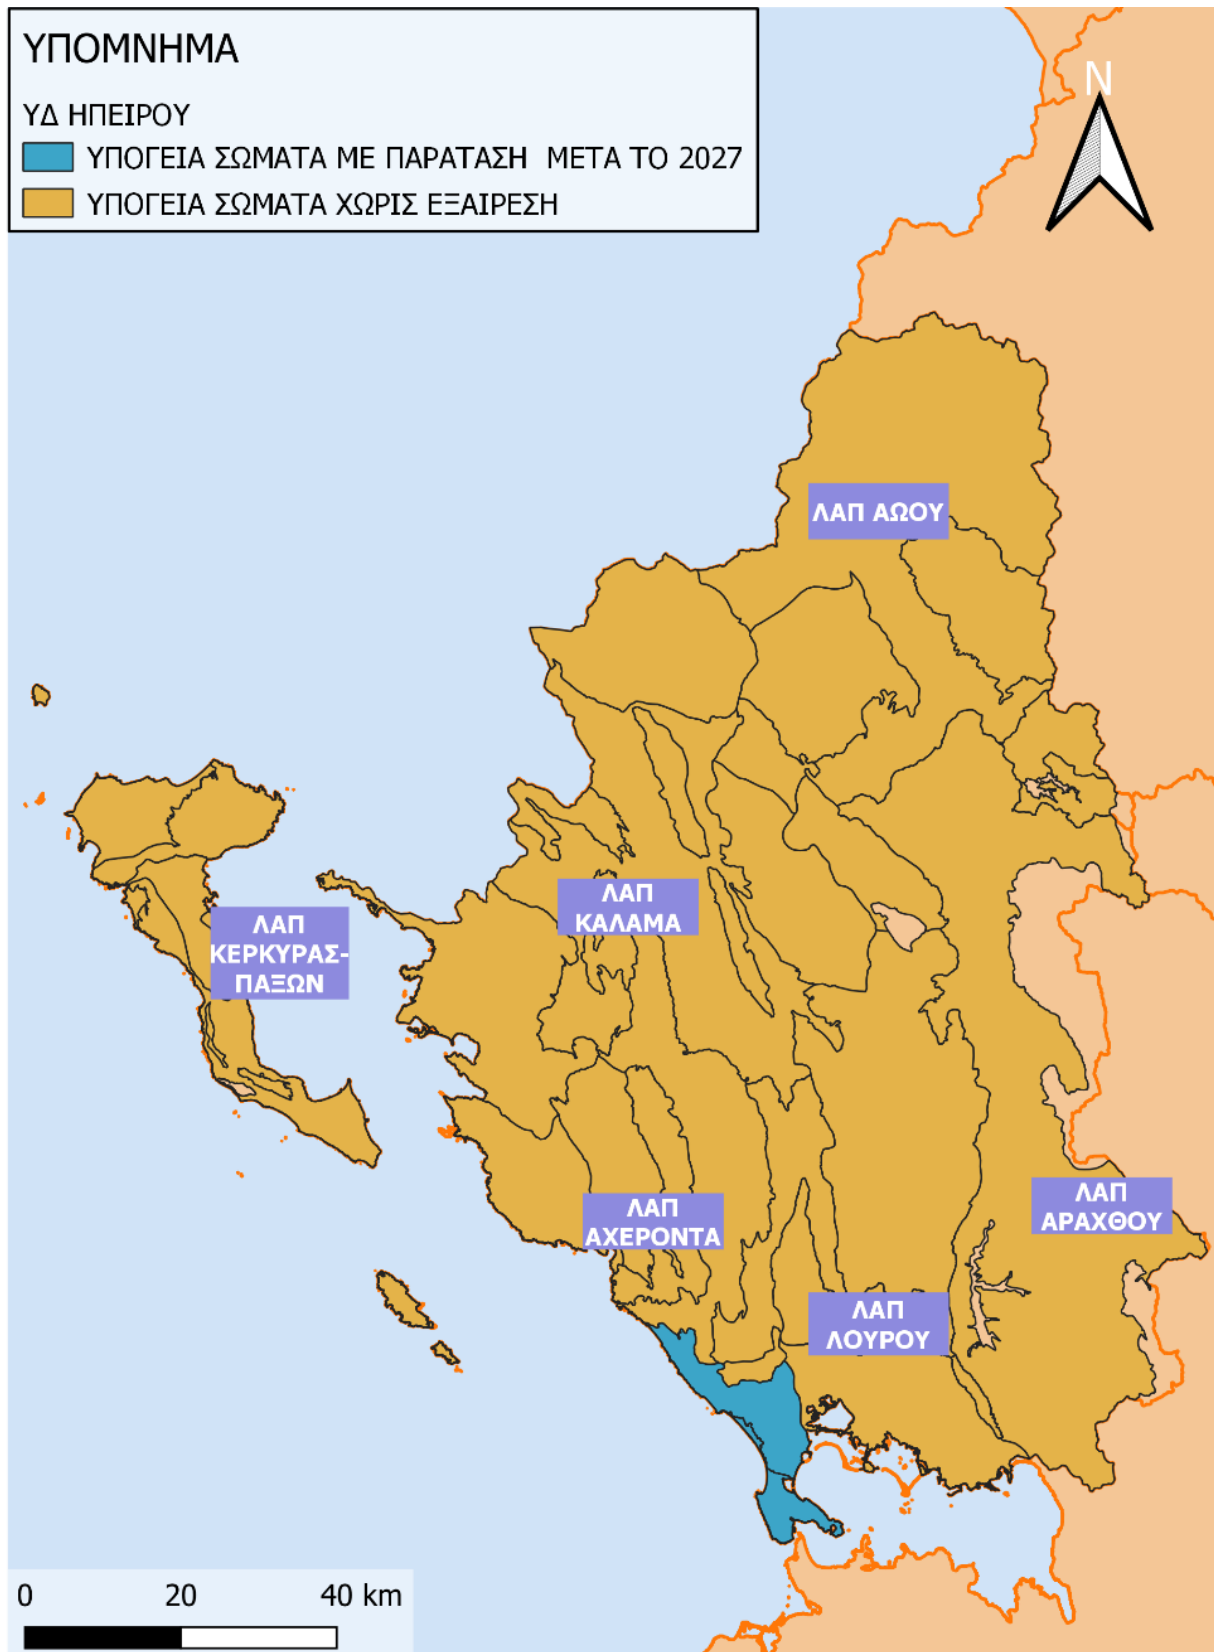 ΥΠΟΜΝΗΜΑ
ΥΔ ΗΠΕΙΡΟΥ
ΥΠΟΓΕΙΑ ΣΩΜΑΤΑ ΜΕ ΠΑΡΑΤΑΣΗ ΜΕΤΑ ΤΟ 2027
ΥΠΟΓΕΙΑ ΣΩΜΑΤΑ ΧΩΡΙΣ ΕΞΑΙΡΕΣΗ
N
ΛΑΠ ΑΩΟΥ
ΛΑΠ
ΚΑΛΑΜΑ
ΛΑΠ
ΚΕΡΚΥΡΑΣ-
ΠΑΞΩΝ
ΛΑΠ
ΑΡΑΧΘΟΥ
ΛΑΠ
ΑΧΕΡΟΝΤΑ
ΛΑΠ
ΛΟΥΡΟΥ
0 20 40 km